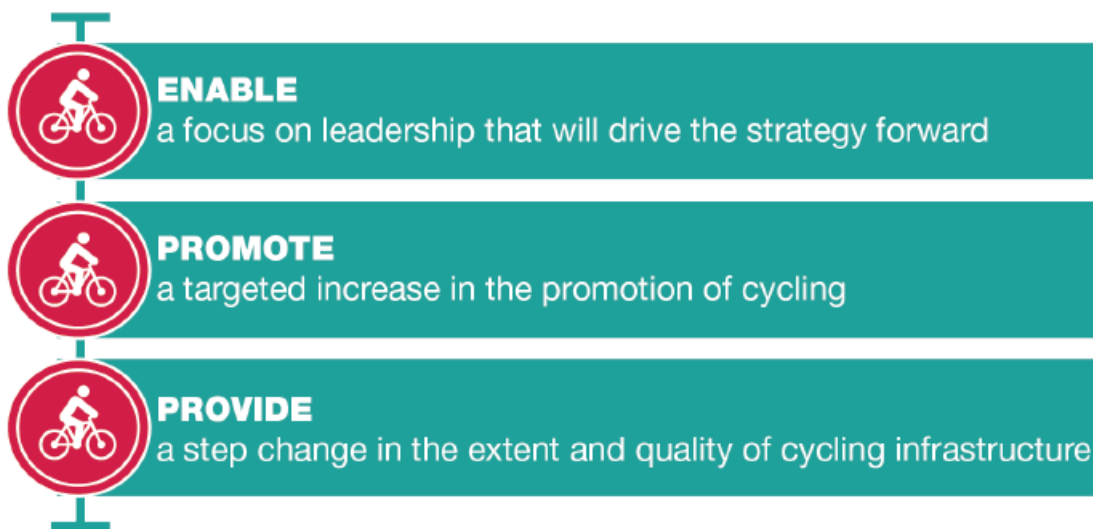 ENABLE
a focus on leadership that will drive the strategy forward
PROMOTE
a targeted increase in the promotion of cycling
PROVIDE
a step change in the extent and quality of cycling infrastructure